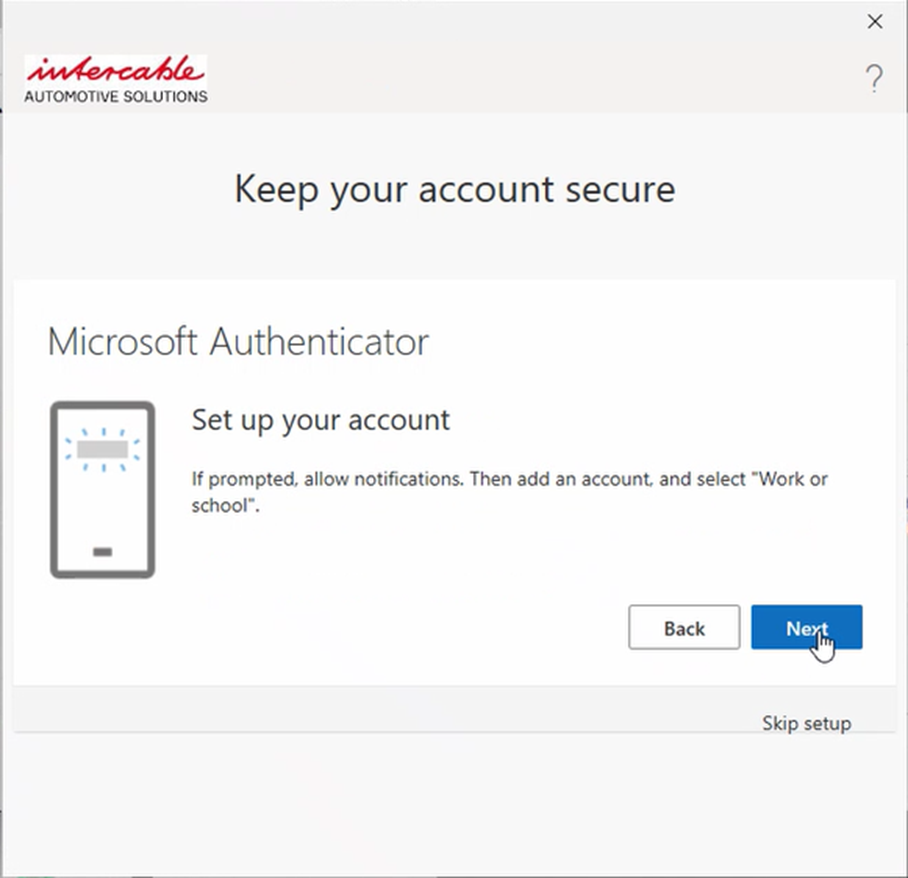 intercable
AUTOMOTIVE SOLUTIONS
?
Keep your account secure
Microsoft Authenticator
Set up your account
If prompted, allow notifications. Then add an account, and select "Work or
school".
Back
Next
Skip setup